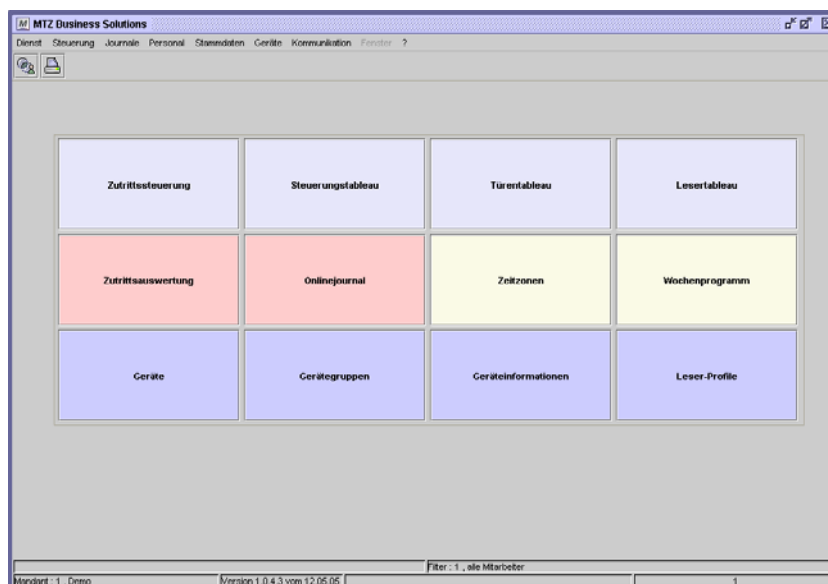 MTZ Business Solutions
Dienst Steuerung Journale Personal Stammdaten Geräte Kommunikation Fenster ?
Zutrittssteuerung Steuerungstableau Türentableau Lesertableau
Zutrittsauswertung Onlinejournal Zeitzonen Wochenprogramm
Geräte Gerätegruppen Geräteinformationen Leser-Profile
Filter : 1 , alle Mitarbeiter
Mandant : 1 , Demo Version 1.0.4.3 vom 12.05.05 1